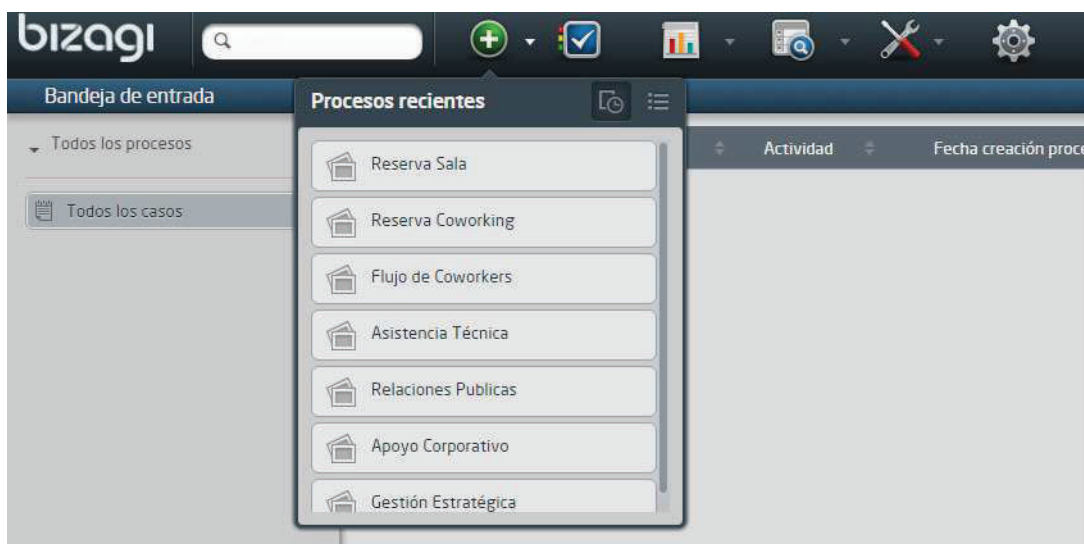 bizagi
Bandeja de entrada
Procesos recientes
Todos los procesos
Actividad
Fecha creación proce
Todos los casos
Reserva Sala
Reserva Coworking
Flujo de Coworkers
Asistencia Técnica
Relaciones Publicas
Apoyo Corporativo
Gestión Estratégica